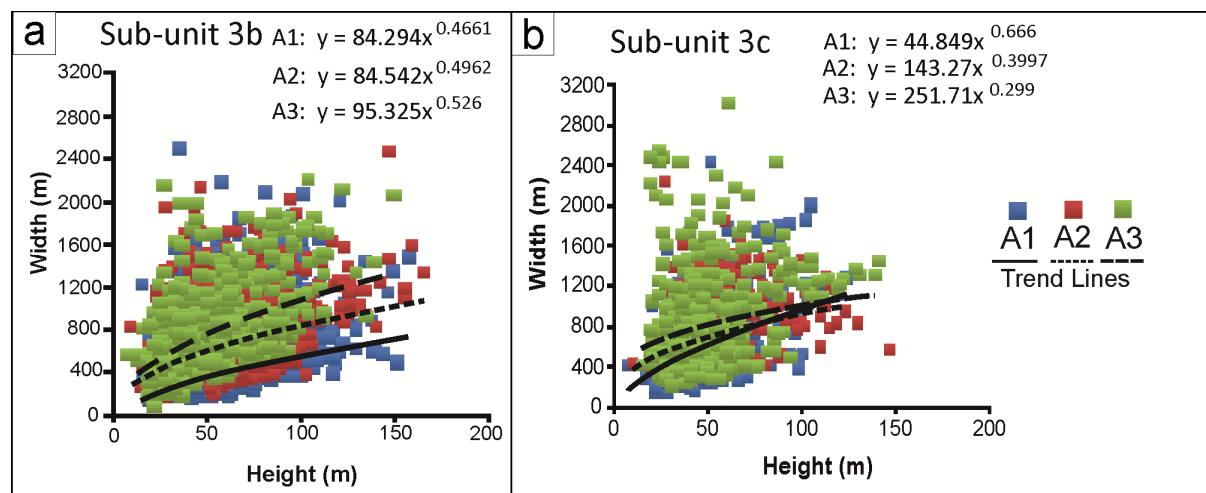 a
Sub-unit 3b
A1: y = 84.294x^0.4661
A2: y = 84.542x^0.4962
A3: y = 95.325x^0.526
3200
2800
2400
2000
1600
1200
800
400
0
Width (m)
0 50 100 150 200
Height (m)
b
Sub-unit 3c
A1: y = 44.849x^0.666
A2: y = 143.27x^0.3997
A3: y = 251.71x^0.299
3200
2800
2400
2000
1600
1200
800
400
0
Width (m)
0 50 100 150 200
Height (m)
A1 A2 A3
Trend Lines